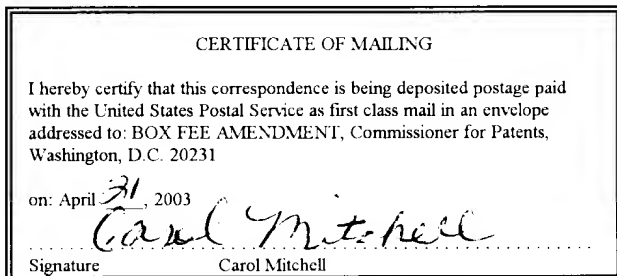 CERTIFICATE OF MAILING
I hereby certify that this correspondence is being deposited postage paid
with the United States Postal Service as first class mail in an envelope
addressed to: BOX FEE AMENDMENT, Commissioner for Patents,
Washington, D.C. 20231
on: April 31, 2003
Carol Mitchell
Signature Carol Mitchell